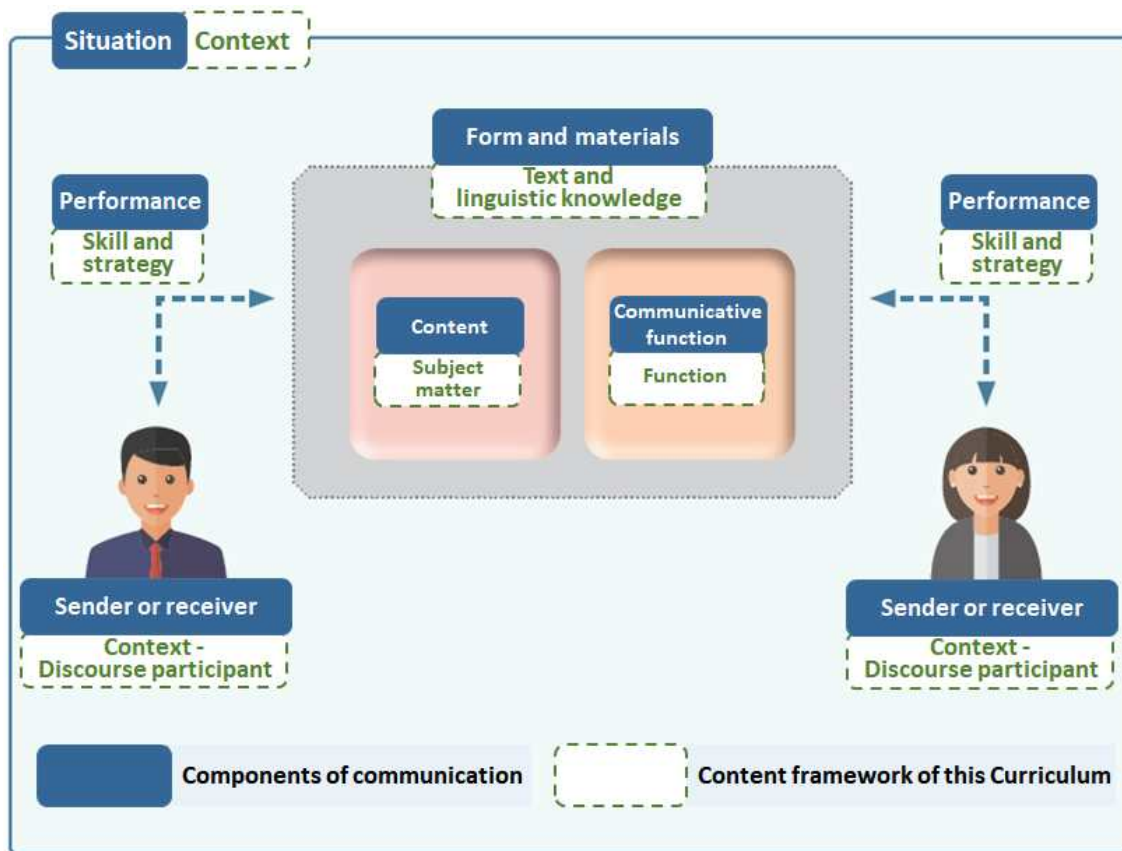 Situation Context
Form and materials
Text and
linguistic knowledge
Performance
Skill and
strategy
Performance
Skill and
strategy
Content
Subject
matter
Communicative
function
Function
Sender or receiver
Context -
Discourse participant
Sender or receiver
Context -
Discourse participant
Components of communication
Content framework of this Curriculum